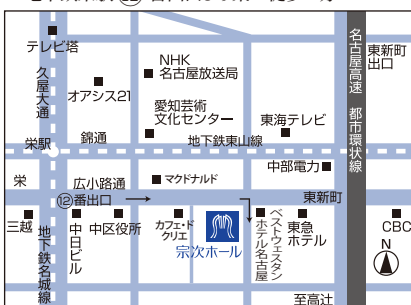 テレビ塔
久屋大通
オアシス21
NHK
名古屋放送局
愛知芸術
文化センター
東海テレビ
名古屋高速 都市環状線
東新町
出口
栄駅
錦通
地下鉄東山線
中部電力
栄
広小路通
マクドナルド
東新町
⑫番出口
三越
地下鉄名城線
中日ビル
中区役所
カフェ・ド
クリエ
宗次ホール
ベストウェスタン
ホテル名古屋
東急
ホテル
CBC
N
至高辻